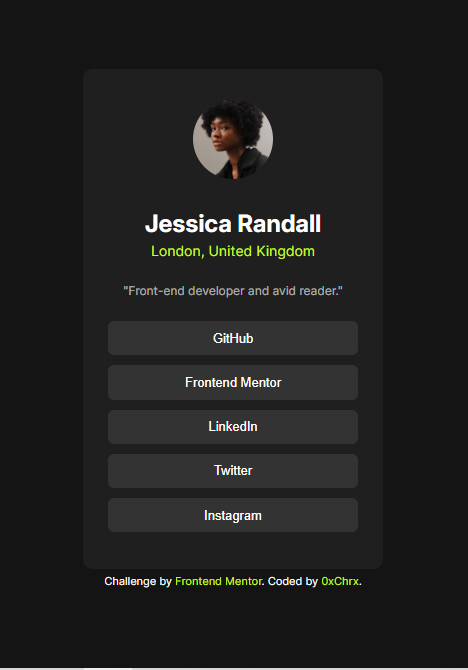 Jessica Randall
London, United Kingdom
"Front-end developer and avid reader."
GitHub
Frontend Mentor
LinkedIn
Twitter
Instagram
Challenge by Frontend Mentor. Coded by 0xChrx.